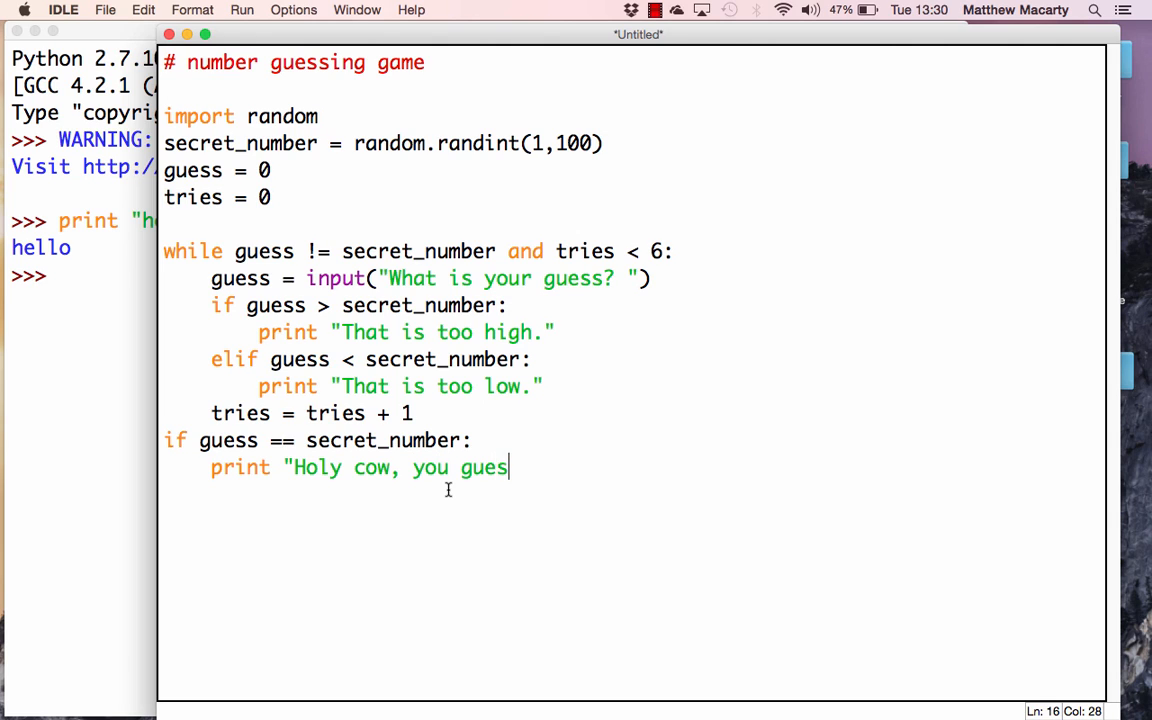 IDLE File Edit Format Run Options Window Help 47% Tue 13:30 Matthew Macarty
*Untitled*
Python 2.7.10
[GCC 4.2.1 (
Type "copyri
>>> WARNING:
Visit http:/
>>> print "h
hello
>>>
# number guessing game
import random
secret_number = random.randint(1,100)
guess = 0
tries = 0
while guess != secret_number and tries < 6:
    guess = input("What is your guess? ")
    if guess > secret_number:
        print "That is too high."
    elif guess < secret_number:
        print "That is too low."
    tries = tries + 1
if guess == secret_number:
    print "Holy cow, you gues
Ln: 16 Col: 28